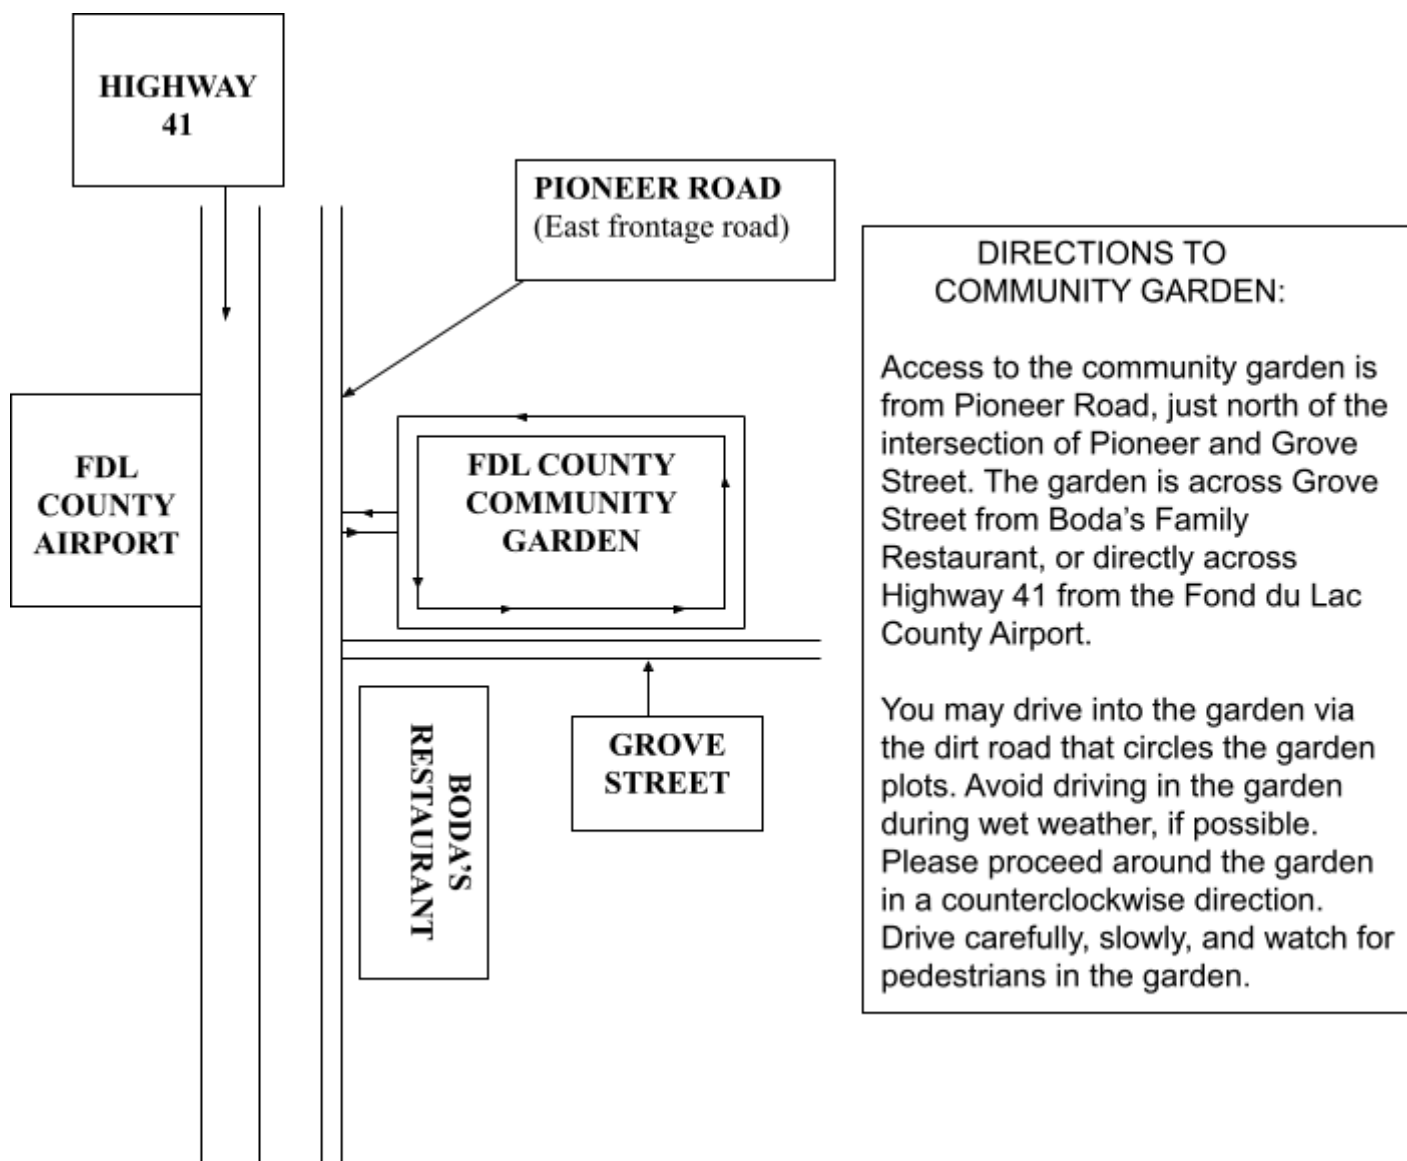 HIGHWAY
41
PIONEER ROAD
(East frontage road)
FDL
COUNTY
AIRPORT
FDL COUNTY
COMMUNITY
GARDEN
BODA’S
RESTAURANT
GROVE
STREET
DIRECTIONS TO
COMMUNITY GARDEN:
Access to the community garden is
from Pioneer Road, just north of the
intersection of Pioneer and Grove
Street. The garden is across Grove
Street from Boda’s Family
Restaurant, or directly across
Highway 41 from the Fond du Lac
County Airport.
You may drive into the garden via
the dirt road that circles the garden
plots. Avoid driving in the garden
during wet weather, if possible.
Please proceed around the garden
in a counterclockwise direction.
Drive carefully, slowly, and watch for
pedestrians in the garden.